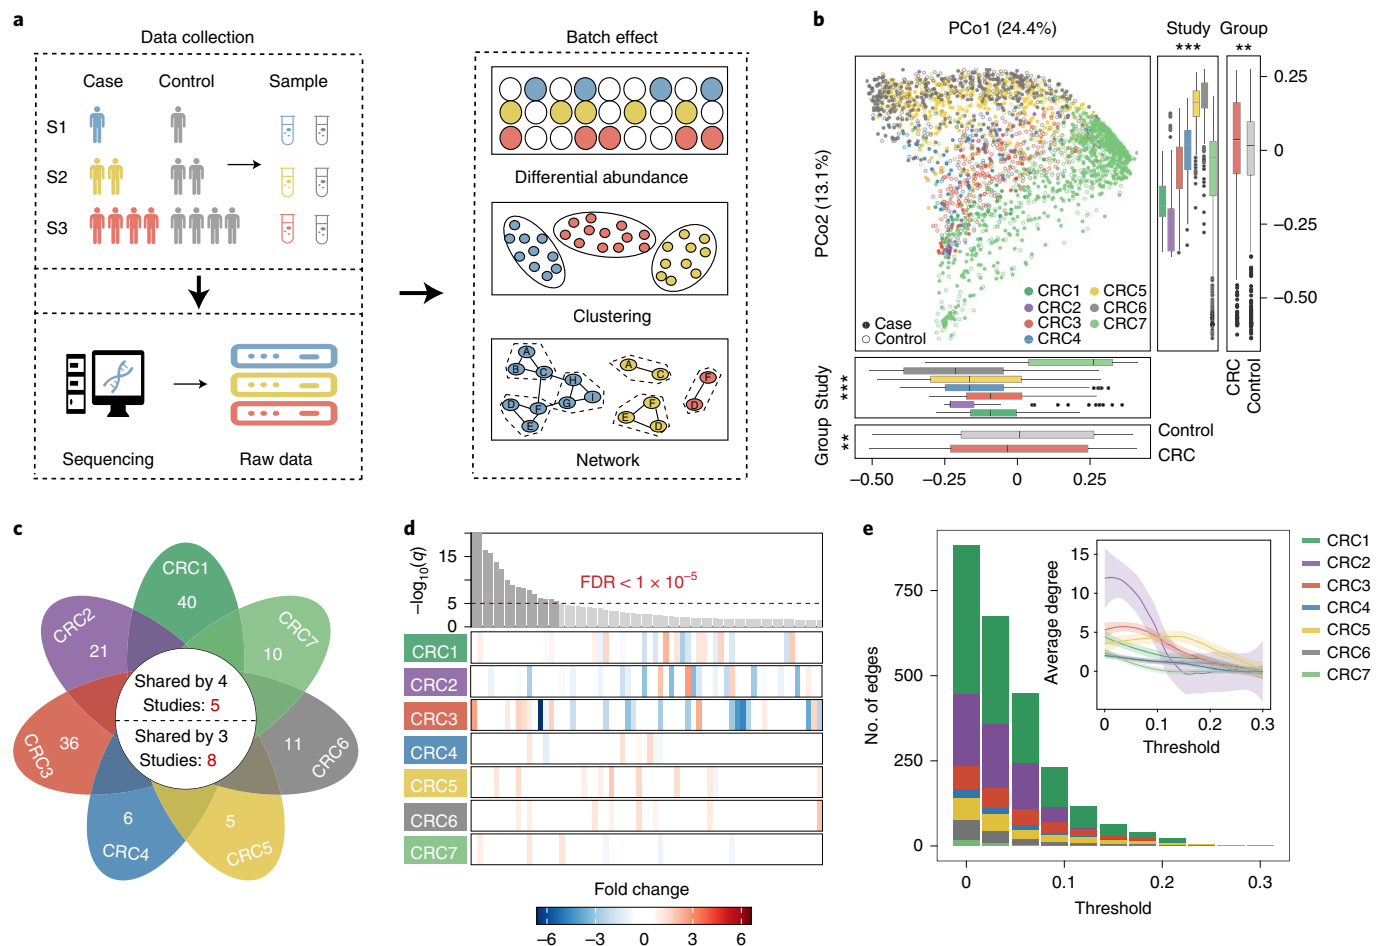 a
Data collection
Case
Control
Sample
S1
S2
S3
Sequencing
Raw data
Batch effect
Differential abundance
Clustering
A
B
C
D
E
F
G
H
I
A
C
E
F
D
F
D
Network
b
PCo1 (24.4%)
PCo2 (13.1%)
Study
***
Group
**
0.25
0
−0.25
−0.50
CRC1
CRC2
CRC3
CRC4
CRC5
CRC6
CRC7
Case
Control
CRC
Control
Study
***
Group
**
Control
CRC
−0.50
−0.25
0
0.25
c
CRC1
40
CRC7
10
CRC6
11
CRC5
5
CRC4
6
CRC3
36
CRC2
21
Shared by 4
Studies: 5
Shared by 3
Studies: 8
d
−log10(q)
15
5
0
FDR < 1 × 10−5
CRC1
CRC2
CRC3
CRC4
CRC5
CRC6
CRC7
Fold change
−6
−3
0
3
6
e
No. of edges
750
500
250
0
0
0.1
0.2
0.3
Threshold
Average degree
15
10
5
0
0
0.1
0.2
0.3
Threshold
CRC1
CRC2
CRC3
CRC4
CRC5
CRC6
CRC7